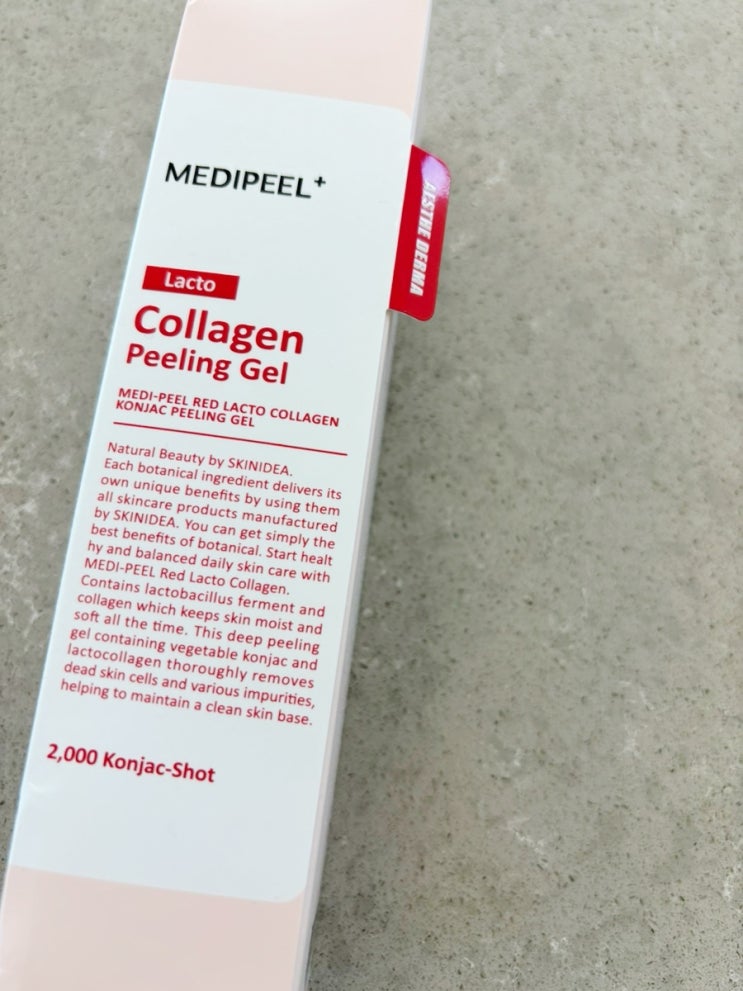 MEDIPEEL+
AESTHE DERMA
Lacto
Collagen
Peeling Gel
MEDI-PEEL RED LACTO COLLAGEN
KONJAC PEELING GEL
Natural Beauty by SKINIDEA.
Each botanical ingredient delivers its
own unique benefits by using them
all skincare products manufactured
by SKINIDEA. You can get simply the
best benefits of botanical. Start healt
hy and balanced daily skin care with
MEDI-PEEL Red Lacto Collagen.
Contains lactobacillus ferment and
collagen which keeps skin moist and
soft all the time. This deep peeling
gel containing vegetable konjac and
lactocollagen thoroughly removes
dead skin cells and various impurities,
helping to maintain a clean skin base.
2,000 Konjac-Shot